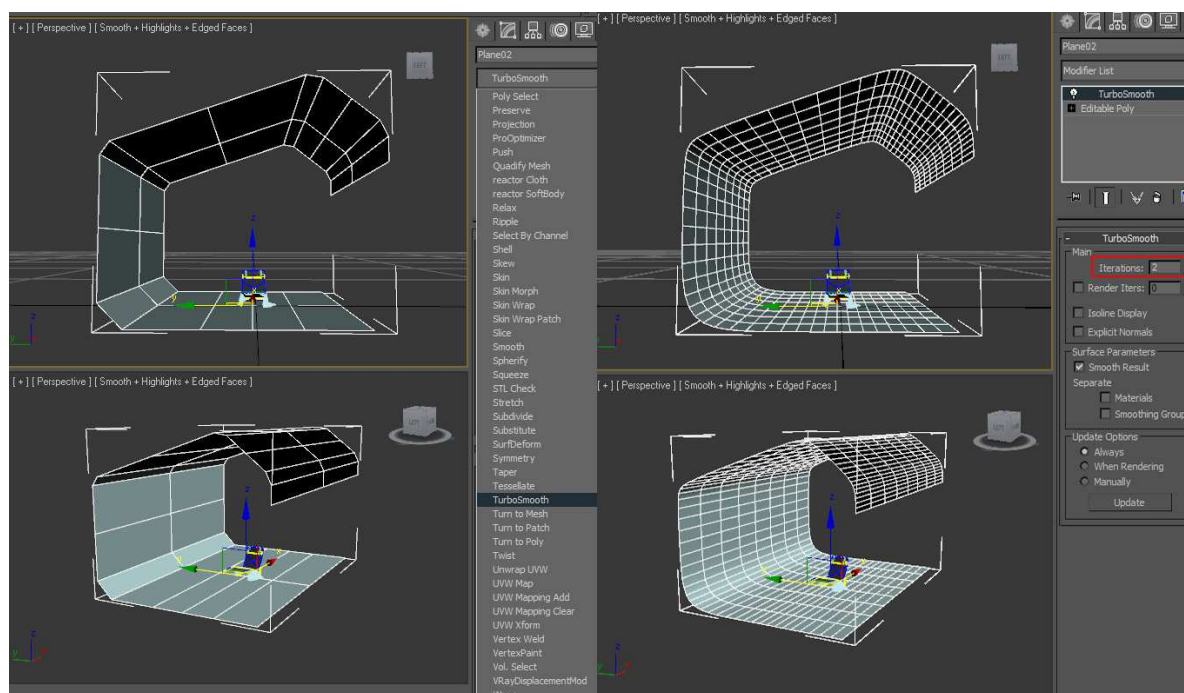 [ + ] [ Perspective ] [ Smooth + Highlights + Edged Faces ]
LEFT
[ + ] [ Perspective ] [ Smooth + Highlights + Edged Faces ]
LEFT
Plane02
TurboSmooth
Poly Select
Preserve
Projection
ProOptimizer
Push
Quadify Mesh
reactor Cloth
reactor SoftBody
Relax
Ripple
Select By Channel
Shell
Skew
Skin
Skin Morph
Skin Wrap
Skin Wrap Patch
Slice
Smooth
Spherify
Squeeze
STL Check
Stretch
Subdivide
Substitute
SurfDeform
Symmetry
Taper
Tessellate
TurboSmooth
Turn to Mesh
Turn to Patch
Turn to Poly
Twist
Unwrap UVW
UVW Map
UVW Mapping Add
UVW Mapping Clear
UVW Xform
Vertex Weld
VertexPaint
Vol. Select
VRayDisplacementMod
[ + ] [ Perspective ] [ Smooth + Highlights + Edged Faces ]
LEFT
[ + ] [ Perspective ] [ Smooth + Highlights + Edged Faces ]
LEFT
Plane02
Modifier List
TurboSmooth
Editable Poly
- TurboSmooth
Main
Iterations: 2
Render Iters: 0
Isoline Display
Explicit Normals
Surface Parameters
Smooth Result
Separate
Materials
Smoothing Group
Update Options
Always
When Rendering
Manually
Update